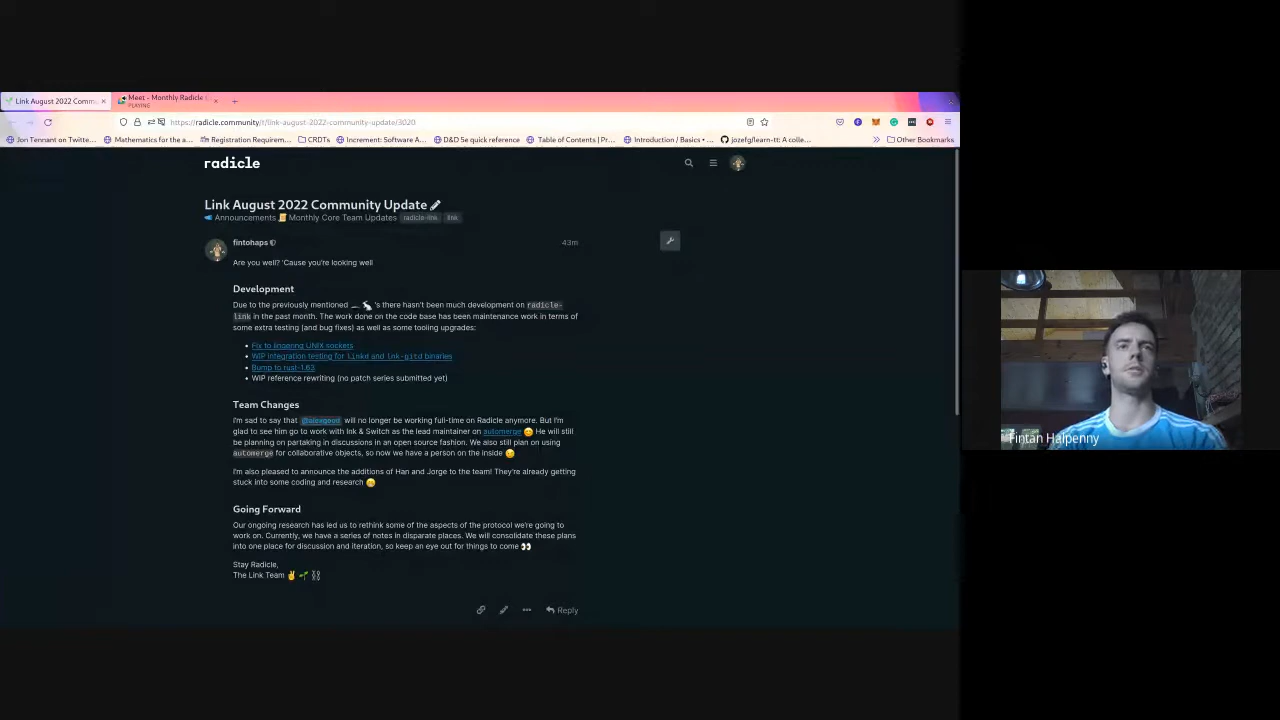 Link August 2022 Commu
Meet - Monthly Radicle
PLAYING
https://radicle.community/t/link-august-2022-community-update/3020
Jon Tennant on Twitte…
Mathematics for the a…
Registration Requirem…
CRDTs
Increment: Software A…
D&D 5e quick reference
Table of Contents | Pr…
Introduction / Basics • …
jozefg/learn-tt: A colle…
Other Bookmarks
radicle
Link August 2022 Community Update
Announcements Monthly Core Team Updates radicle-link link
fintohaps 43m
Are you well? 'Cause you're looking well
Development
Due to the previously mentioned 's there hasn't been much development on radicle-
link in the past month. The work done on the code base has been maintenance work in terms of
some extra testing (and bug fixes) as well as some tooling upgrades:
• Fix to lingering UNIX sockets
• WIP integration testing for linkd and lnk-gitd binaries
• Bump to rust-1.63
• WIP reference rewriting (no patch series submitted yet)
Team Changes
I'm sad to say that @alexgood will no longer be working full-time on Radicle anymore. But I'm
glad to see him go to work with Ink & Switch as the lead maintainer on automerge He will still
be planning on partaking in discussions in an open source fashion. We also still plan on using
automerge for collaborative objects, so now we have a person on the inside
I'm also pleased to announce the additions of Han and Jorge to the team! They're already getting
stuck into some coding and research
Going Forward
Our ongoing research has led us to rethink some of the aspects of the protocol we're going to
work on. Currently, we have a series of notes in disparate places. We will consolidate these plans
into one place for discussion and iteration, so keep an eye out for things to come
Stay Radicle,
The Link Team
Reply
Fintan Halpenny